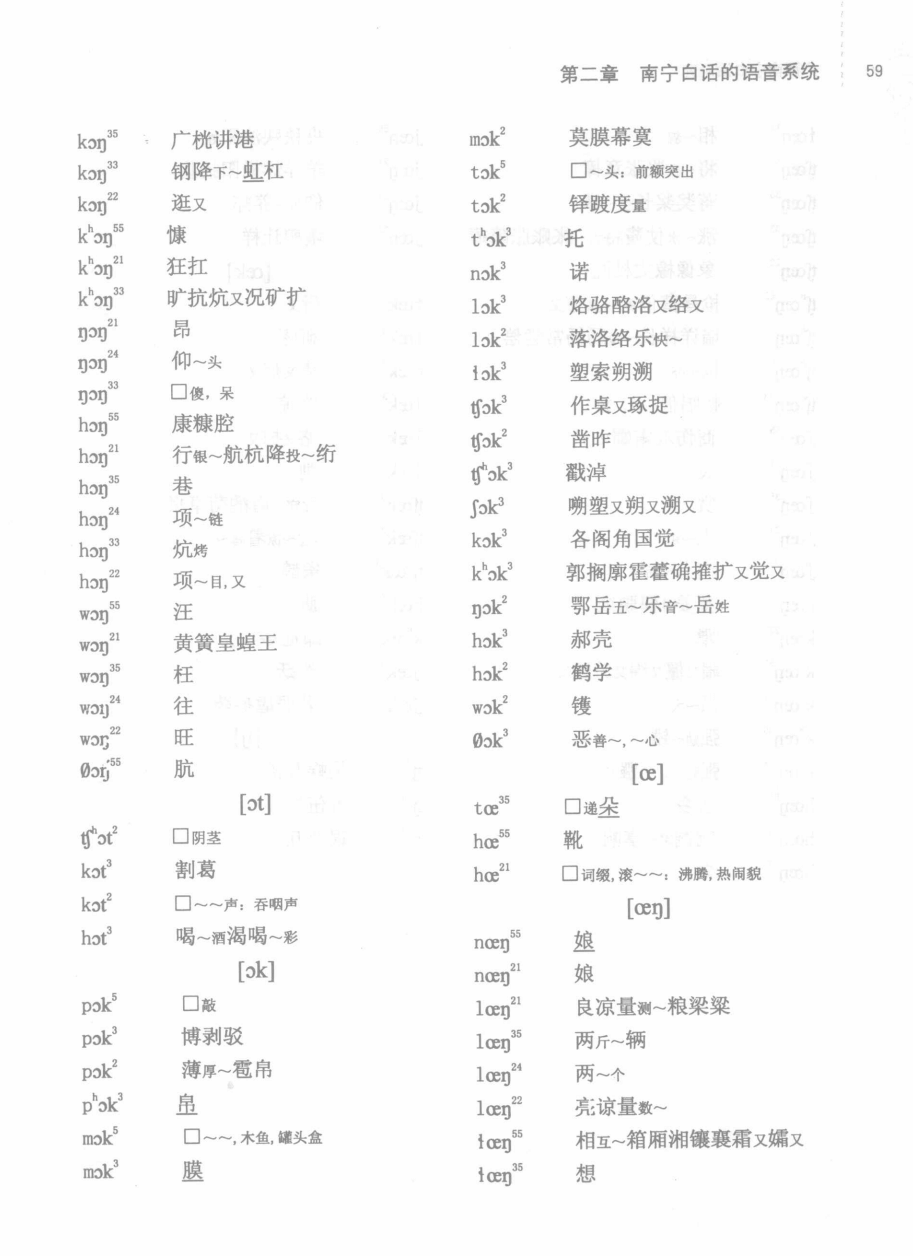 第二章 南宁白话的语音系统 59
kɔŋ³⁵ 广桄讲港
kɔŋ³³ 钢降下～虹杠
kɔŋ²² 逛又
kʰɔŋ⁵⁵ 慷
kʰɔŋ²¹ 狂扛
kʰɔŋ³³ 旷抗炕又况矿扩
ŋɔŋ²¹ 昂
ŋɔŋ²⁴ 仰～头
ŋɔŋ³³ □傻，呆
hɔŋ⁵⁵ 康糠腔
hɔŋ²¹ 行银～航杭降投～绗
hɔŋ³⁵ 巷
hɔŋ²⁴ 项～链
hɔŋ³³ 炕烤
hɔŋ²² 项～目，又
wɔŋ⁵⁵ 汪
wɔŋ²¹ 黄簧皇蝗王
wɔŋ³⁵ 枉
wɔŋ²⁴ 往
wɔŋ²² 旺
Øɔŋ⁵⁵ 肮
[ɔt]
ʧʰɔt² □阴茎
kɔt³ 割葛
kɔt² □～～声：吞咽声
hɔt³ 喝～酒渴喝～彩
[ɔk]
pɔk⁵ □敲
pɔk³ 博剥驳
pɔk² 薄厚～雹帛
pʰɔk³ 帛
mɔk⁵ □～～，木鱼，罐头盒
mɔk³ 膜
mɔk² 莫膜幕寞
tɔk⁵ □～头：前额突出
tɔk² 铎踱度量
tʰɔk³ 托
nɔk³ 诺
lɔk³ 烙骆酪洛又络又
lɔk² 落洛络乐快～
ɬɔk³ 塑索朔溯
ʧɔk³ 作桌又琢捉
ʧɔk² 凿昨
ʧʰɔk³ 戳淖
ʃɔk³ 嗍塑又朔又溯又
kɔk³ 各阁角国觉
kʰɔk³ 郭搁廓霍藿确搉扩又觉又
ŋɔk² 鄂岳五～乐音～岳姓
hɔk³ 郝壳
hɔk² 鹤学
wɔk² 镬
Øɔk³ 恶善～，～心
[œ]
tœ³⁵ □递朵
hœ⁵⁵ 靴
hœ²¹ □词缀，滚～～：沸腾，热闹貌
[œŋ]
nœŋ⁵⁵ 娘
nœŋ²¹ 娘
lœŋ²¹ 良凉量测～粮梁粱
lœŋ³⁵ 两斤～辆
lœŋ²⁴ 两～个
lœŋ²² 亮谅量数～
ɬœŋ⁵⁵ 相互～箱厢湘镶襄霜又孀又
ɬœŋ³⁵ 想